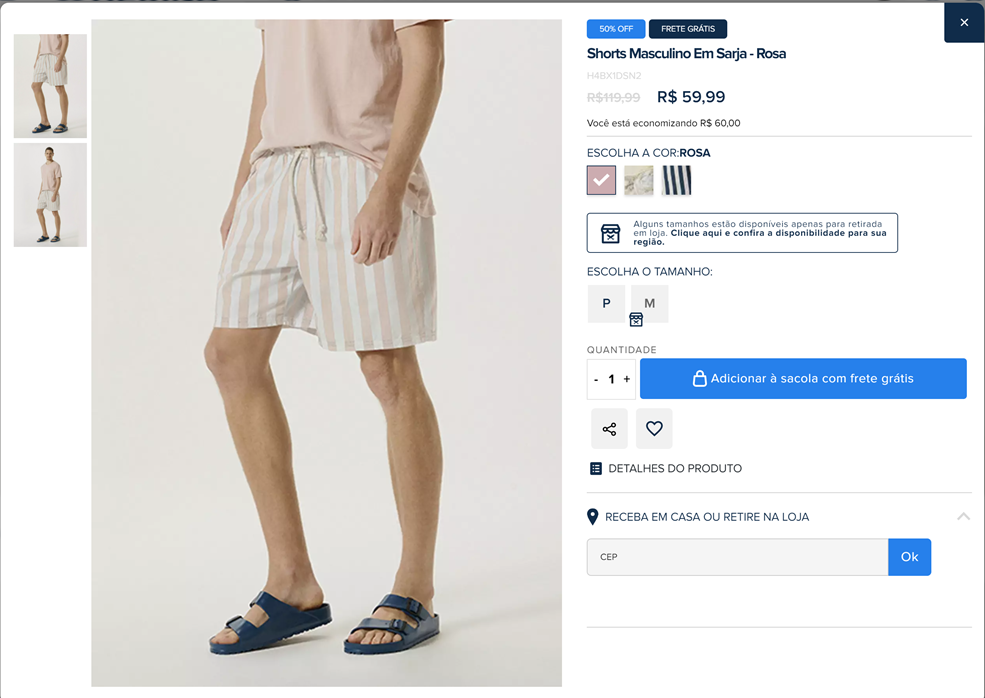 50% OFF
FRETE GRÁTIS
Shorts Masculino Em Sarja - Rosa
H4BX1DSN2
R$119,99 R$ 59,99
Você está economizando R$ 60,00
ESCOLHA A COR:ROSA
Alguns tamanhos estão disponíveis apenas para retirada
em loja. Clique aqui e confira a disponibilidade para sua
região.
ESCOLHA O TAMANHO:
P
M
QUANTIDADE
- 1 +
Adicionar à sacola com frete grátis
DETALHES DO PRODUTO
RECEBA EM CASA OU RETIRE NA LOJA
CEP
Ok